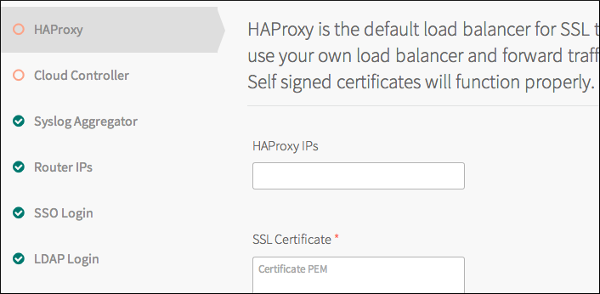 HAProxy
Cloud Controller
Syslog Aggregator
Router IPs
SSO Login
LDAP Login
HAProxy is the default load balancer for SSL t
use your own load balancer and forward traff
Self signed certificates will function properly.
HAProxy IPs
SSL Certificate *
Certificate PEM